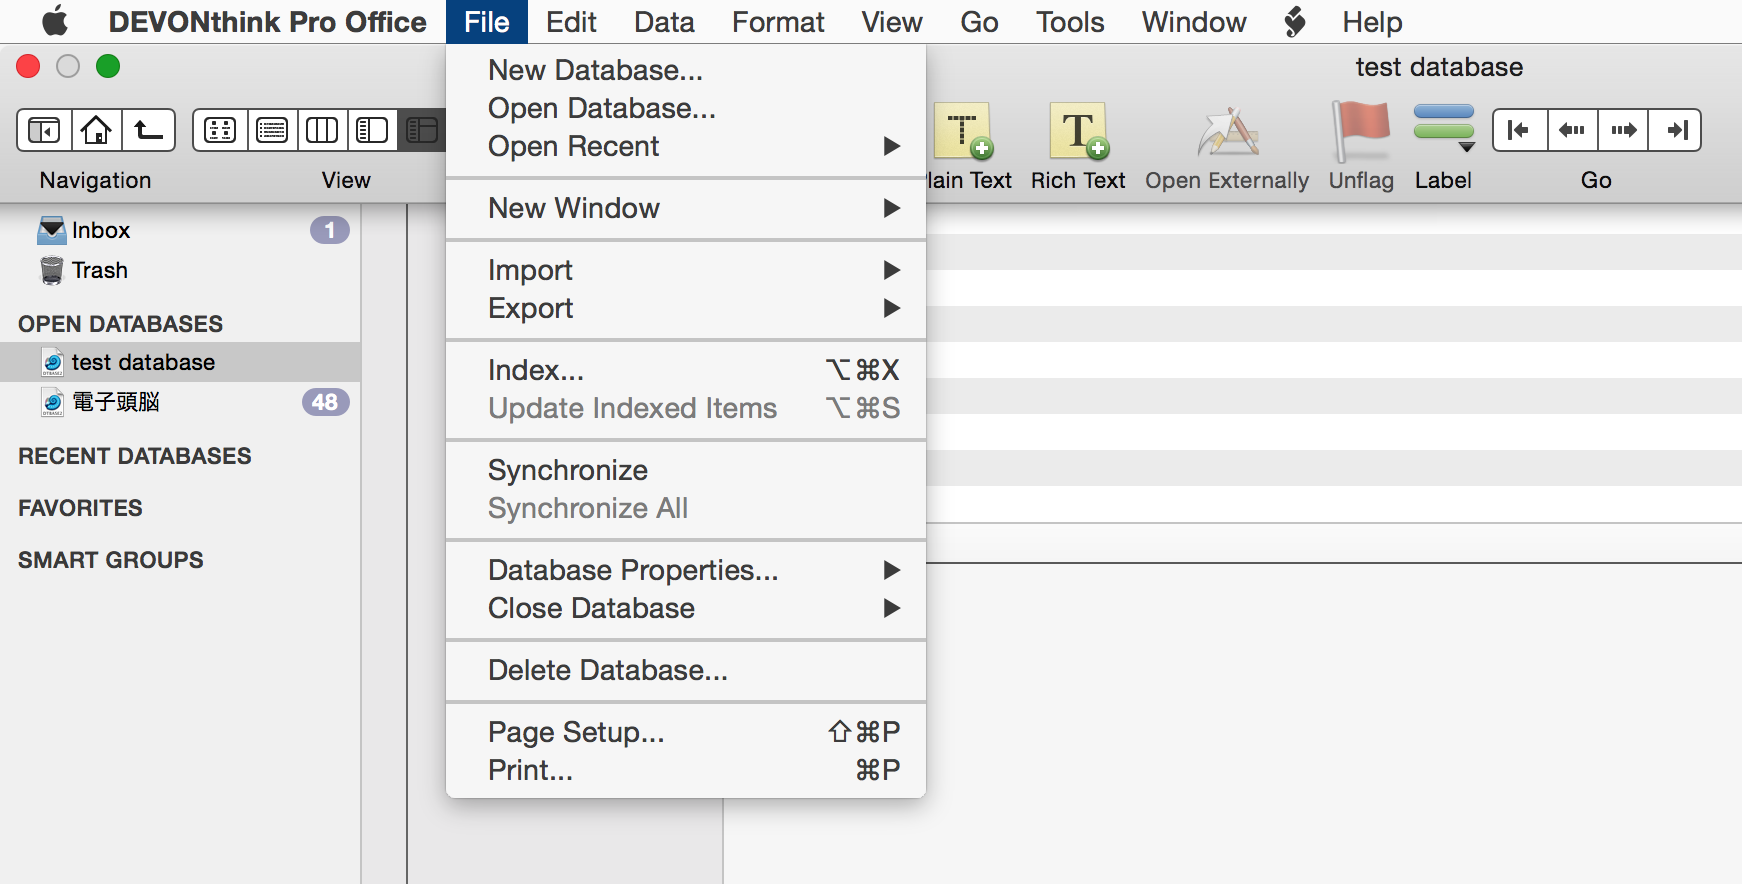 DEVONthink Pro Office File Edit Data Format View Go Tools Window Help
test database
Navigation View lain Text Rich Text Open Externally Unflag Label Go
Inbox 1
Trash
OPEN DATABASES
test database
電子頭脳 48
RECENT DATABASES
FAVORITES
SMART GROUPS
New Database...
Open Database...
Open Recent
New Window
Import
Export
Index... ⌥⌘X
Update Indexed Items ⌥⌘S
Synchronize
Synchronize All
Database Properties...
Close Database
Delete Database...
Page Setup... ⇧⌘P
Print... ⌘P